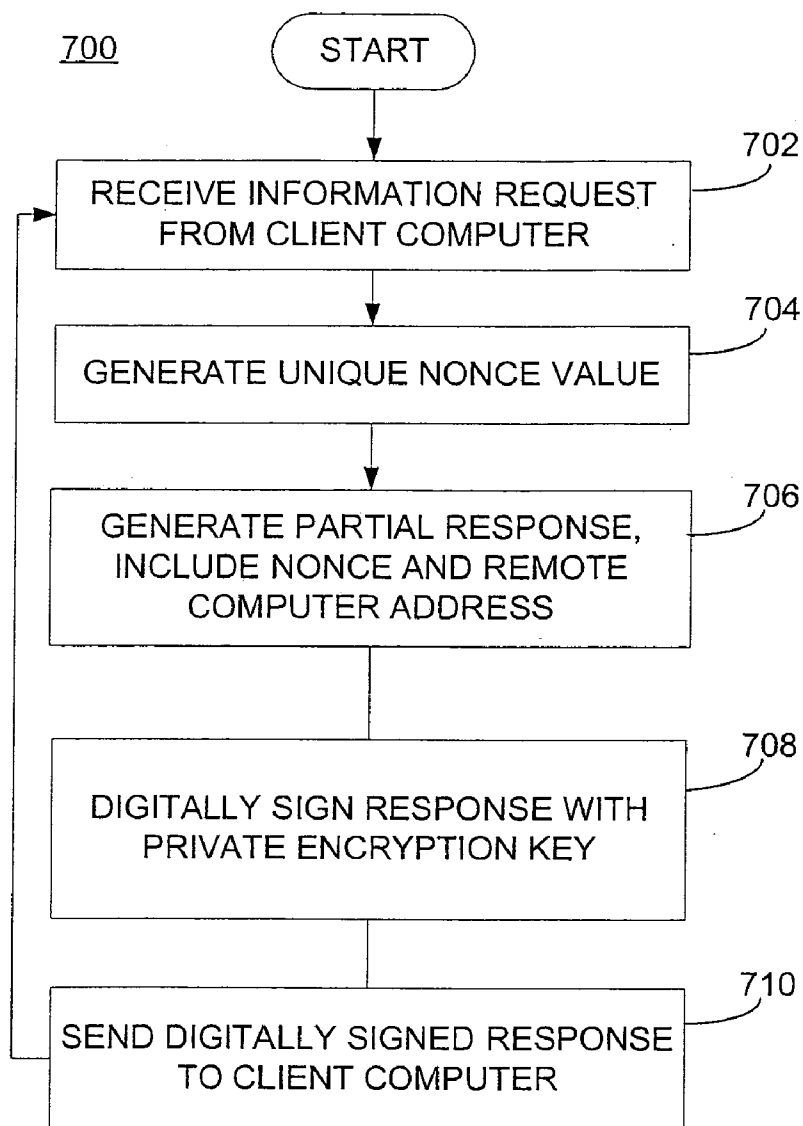 700
START
702
RECEIVE INFORMATION REQUEST
FROM CLIENT COMPUTER
704
GENERATE UNIQUE NONCE VALUE
706
GENERATE PARTIAL RESPONSE,
INCLUDE NONCE AND REMOTE
COMPUTER ADDRESS
708
DIGITALLY SIGN RESPONSE WITH
PRIVATE ENCRYPTION KEY
710
SEND DIGITALLY SIGNED RESPONSE
TO CLIENT COMPUTER